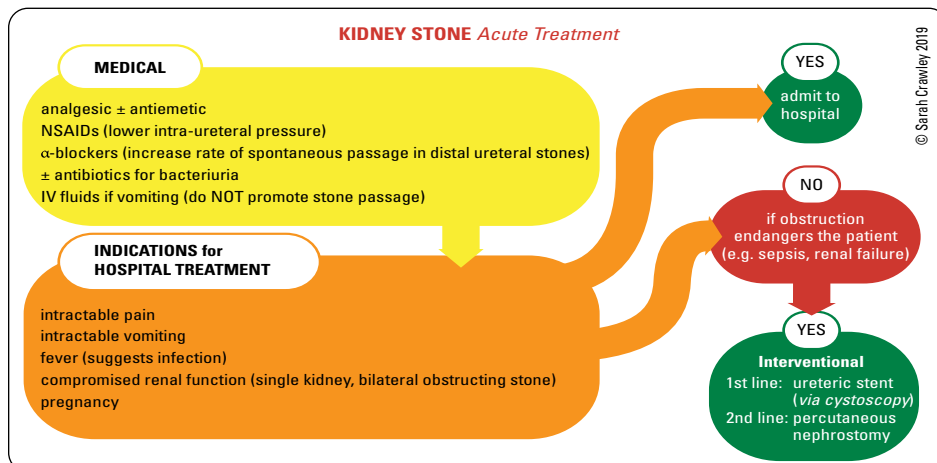 KIDNEY STONE Acute Treatment
MEDICAL
analgesic ± antiemetic
NSAIDs (lower intra-ureteral pressure)
α-blockers (increase rate of spontaneous passage in distal ureteral stones)
± antibiotics for bacteriuria
IV fluids if vomiting (do NOT promote stone passage)
INDICATIONS for
HOSPITAL TREATMENT
intractable pain
intractable vomiting
fever (suggests infection)
compromised renal function (single kidney, bilateral obstructing stone)
pregnancy
YES
admit to
hospital
NO
if obstruction
endangers the patient
(e.g. sepsis, renal failure)
YES
Interventional
1st line: ureteric stent
(via cystoscopy)
2nd line: percutaneous
nephrostomy
© Sarah Crawley 2019